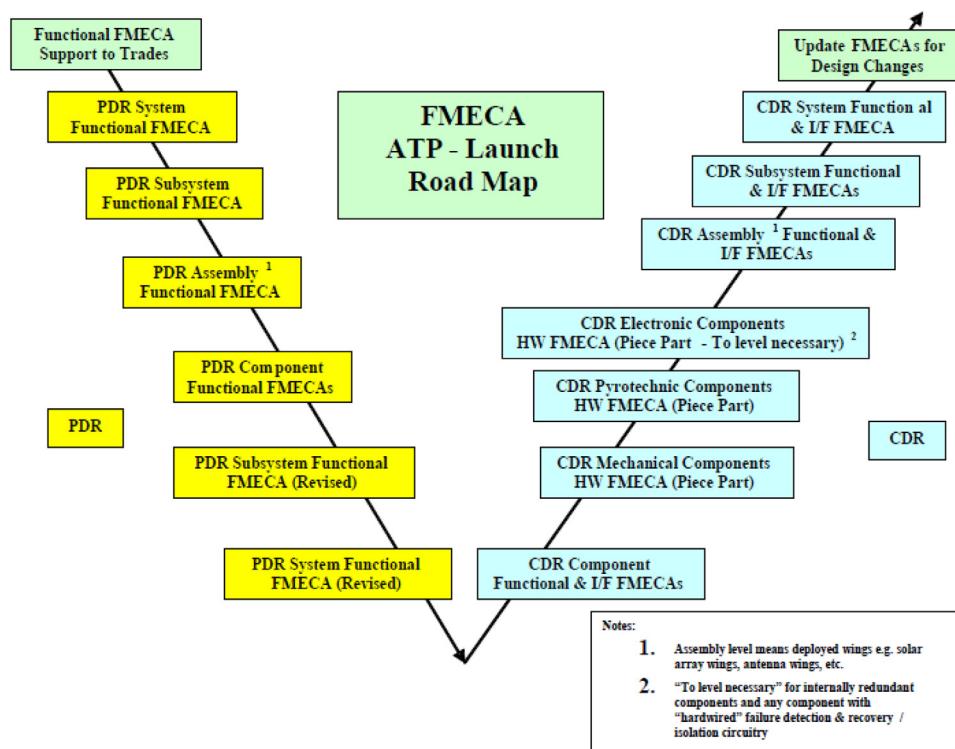 Functional FMECA
Support to Trades
PDR System
Functional FMECA
PDR Subsystem
Functional FMECA
PDR Assembly 1
Functional FMECA
PDR Component
Functional FMECAs
PDR
PDR Subsystem Functional
FMECA (Revised)
PDR System Functional
FMECA (Revised)
FMECA
ATP - Launch
Road Map
Update FMECAs for
Design Changes
CDR System Function al
& I/F FMECA
CDR Subsystem Functional
& I/F FMECAs
CDR Assembly 1 Functional &
I/F FMECAs
CDR Electronic Components
HW FMECA (Piece Part - To level necessary) 2
CDR Pyrotechnic Components
HW FMECA (Piece Part)
CDR
CDR Mechanical Components
HW FMECA (Piece Part)
CDR Component
Functional & I/F FMECAs
Notes:
1. Assembly level means deployed wings e.g. solar
array wings, antenna wings, etc.
2. “To level necessary” for internally redundant
components and any component with
“hardwired” failure detection & recovery /
isolation circuitry